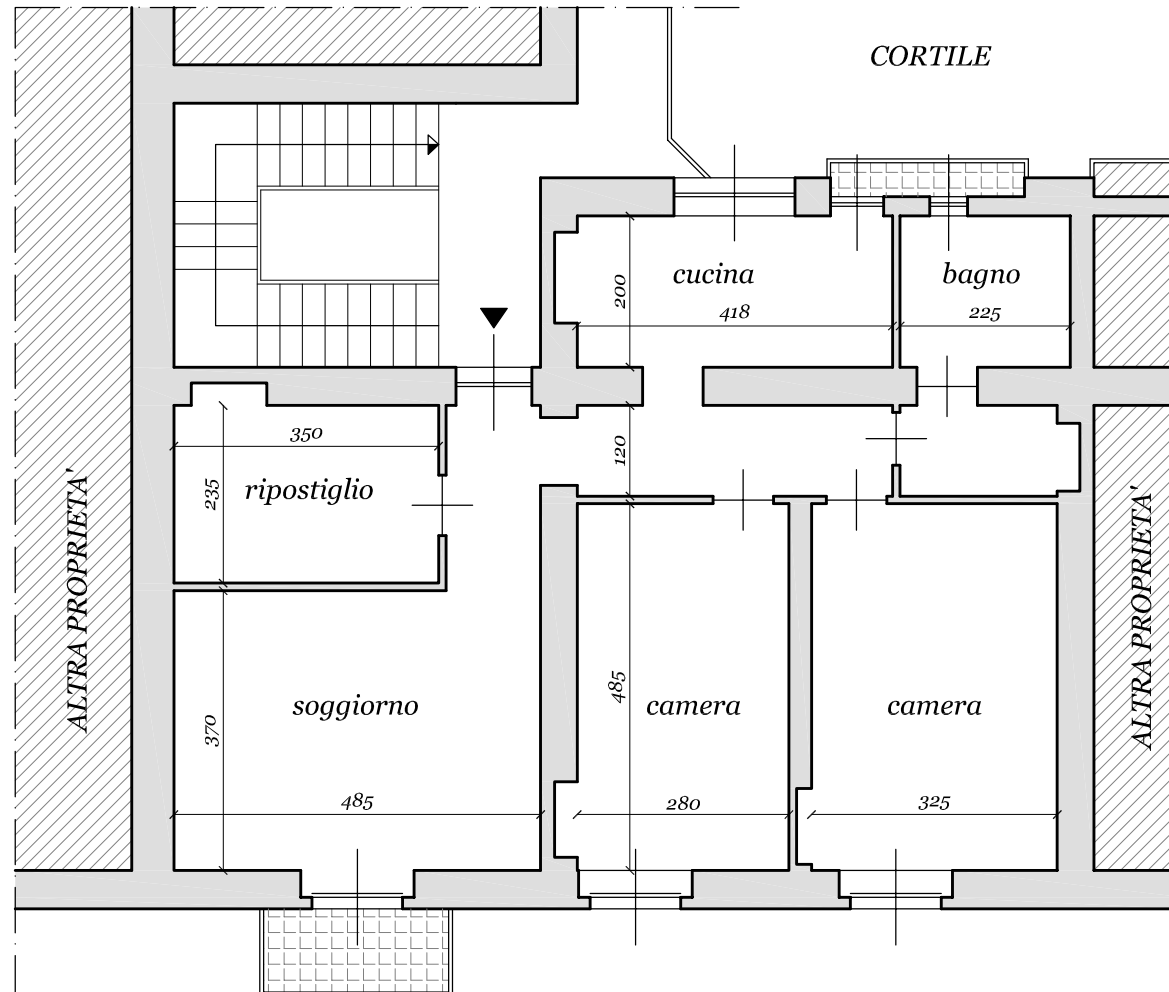 CORTILE
cucina
bagno
200
418
225
350
120
235
ripostiglio
ALTRA PROPRIETA'
ALTRA PROPRIETA'
soggiorno
camera
camera
485
370
485
280
325